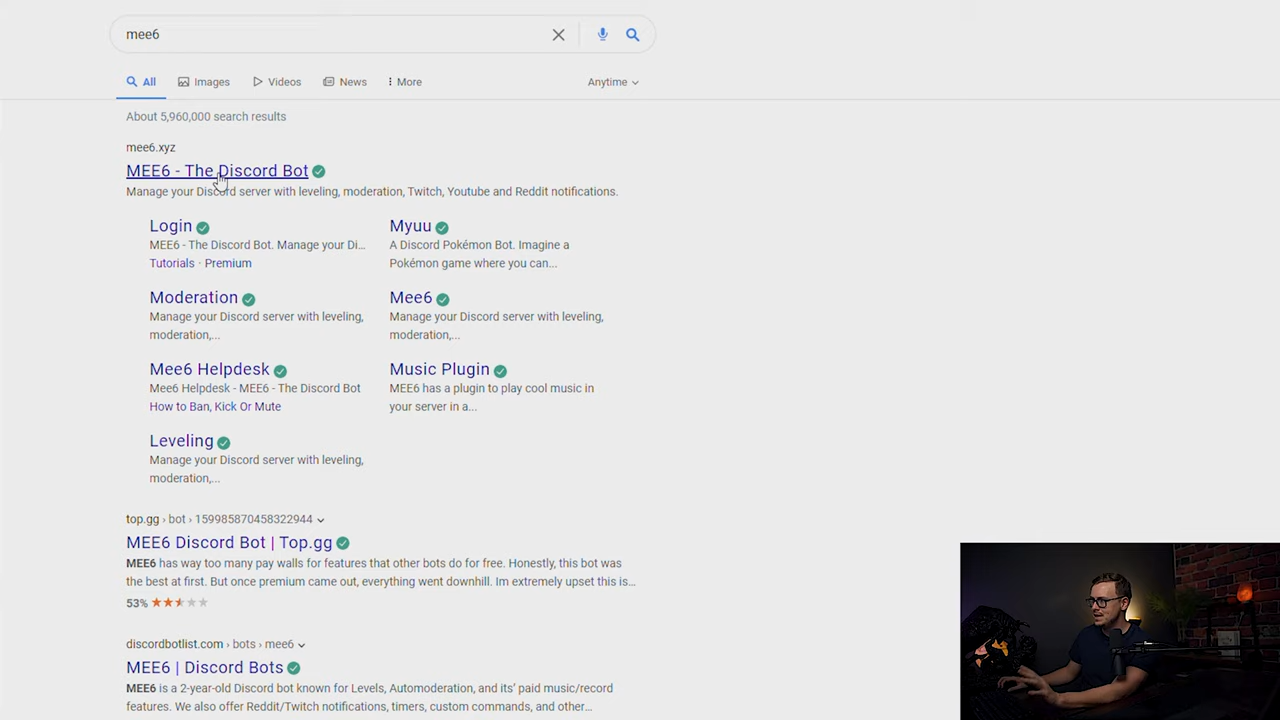 mee6
All
Images
Videos
News
More
Anytime
About 5,960,000 search results
mee6.xyz
MEE6 - The Discord Bot
Manage your Discord server with leveling, moderation, Twitch, Youtube and Reddit notifications.
Login
MEE6 - The Discord Bot. Manage your Di...
Tutorials · Premium
Myuu
A Discord Pokémon Bot. Imagine a
Pokémon game where you can...
Moderation
Manage your Discord server with leveling,
moderation,...
Mee6
Manage your Discord server with leveling,
moderation,...
Mee6 Helpdesk
Mee6 Helpdesk - MEE6 - The Discord Bot
How to Ban, Kick Or Mute
Music Plugin
MEE6 has a plugin to play cool music in
your server in a...
Leveling
Manage your Discord server with leveling,
moderation,...
top.gg › bot › 159985870458322944
MEE6 Discord Bot | Top.gg
MEE6 has way too many pay walls for features that other bots do for free. Honestly, this bot was
the best at first. But once premium came out, everything went downhill. Im extremely upset this is...
53%
discordbotlist.com › bots › mee6
MEE6 | Discord Bots
MEE6 is a 2-year-old Discord bot known for Levels, Automoderation, and its' paid music/record
features. We also offer Reddit/Twitch notifications, timers, custom commands, and other...